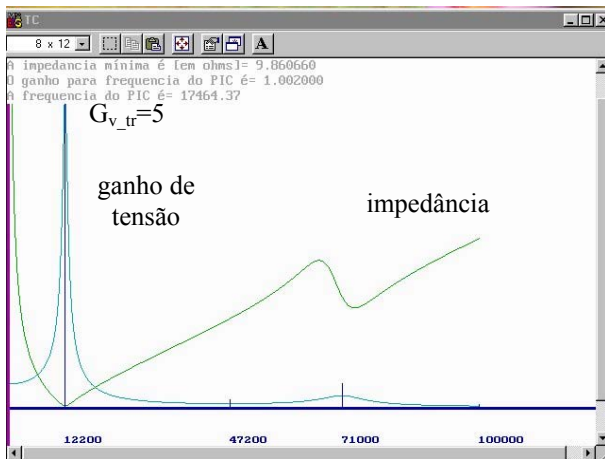 TC
8 x 12
A
A impedancia mínima é [em ohms]= 9.860660
O ganho para frequencia do PIC é= 1.002000
A frequencia do PIC é= 17464.37
Gv_tr=5
ganho de
tensão
impedância
12200 47200 71000 100000